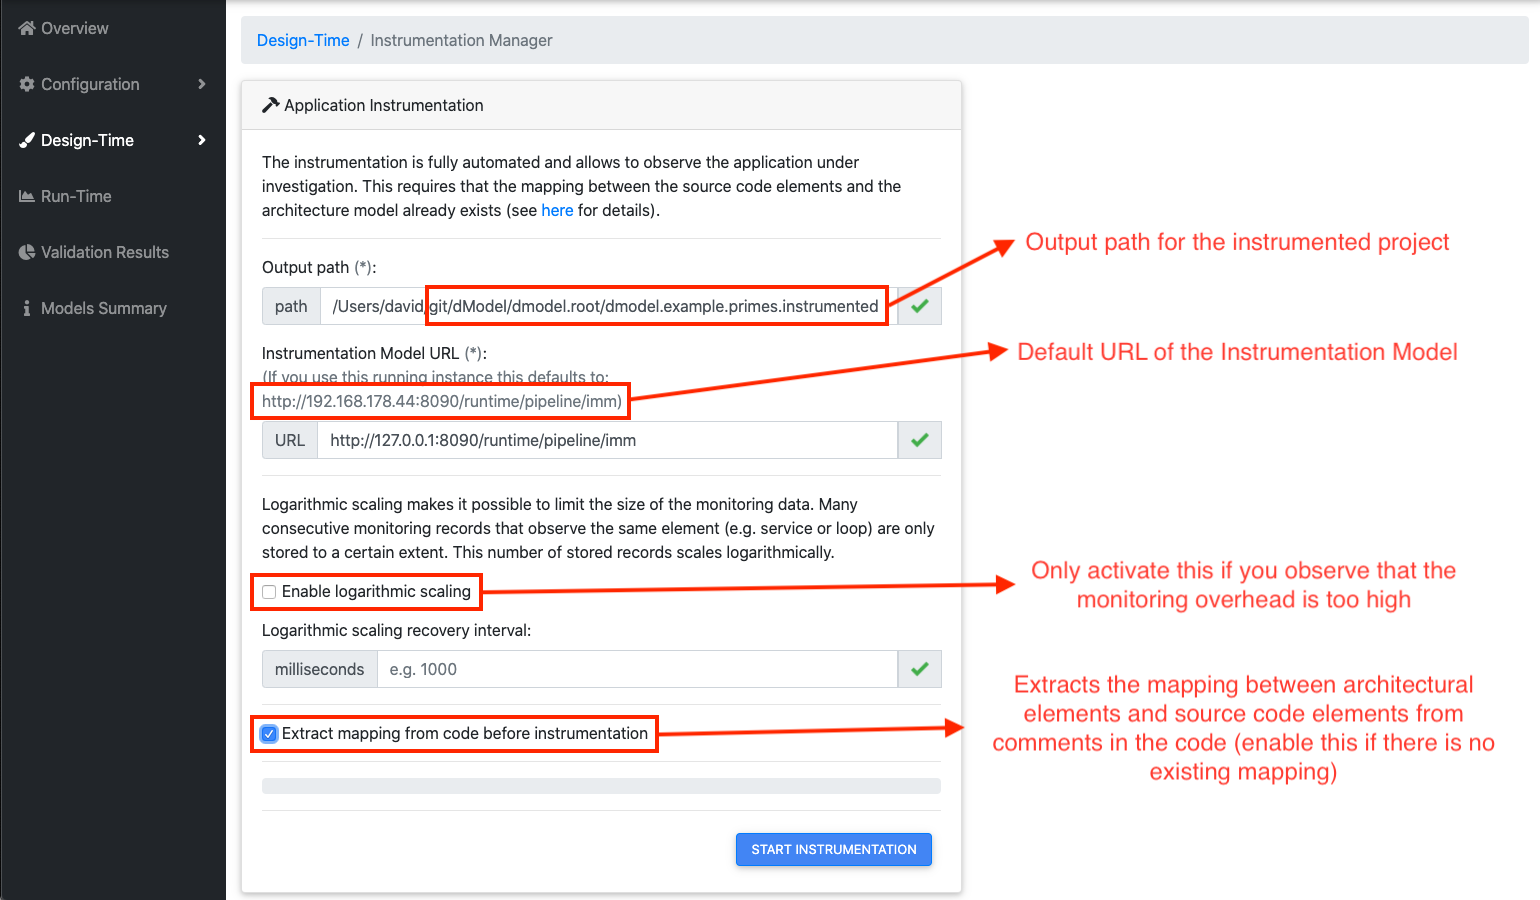 Overview
Configuration
Design-Time
Run-Time
Validation Results
Models Summary
Design-Time / Instrumentation Manager
Application Instrumentation
The instrumentation is fully automated and allows to observe the application under
investigation. This requires that the mapping between the source code elements and the
architecture model already exists (see here for details).
Output path (*):
path /Users/david/git/dModel/dmodel.root/dmodel.example.primes.instrumented
Instrumentation Model URL (*):
(If you use this running instance this defaults to:
http://192.168.178.44:8090/runtime/pipeline/imm)
URL http://127.0.0.1:8090/runtime/pipeline/imm
Logarithmic scaling makes it possible to limit the size of the monitoring data. Many
consecutive monitoring records that observe the same element (e.g. service or loop) are only
stored to a certain extent. This number of stored records scales logarithmically.
Enable logarithmic scaling
Logarithmic scaling recovery interval:
milliseconds e.g. 1000
Extract mapping from code before instrumentation
START INSTRUMENTATION
Output path for the instrumented project
Default URL of the Instrumentation Model
Only activate this if you observe that the
monitoring overhead is too high
Extracts the mapping between architectural
elements and source code elements from
comments in the code (enable this if there is no
existing mapping)